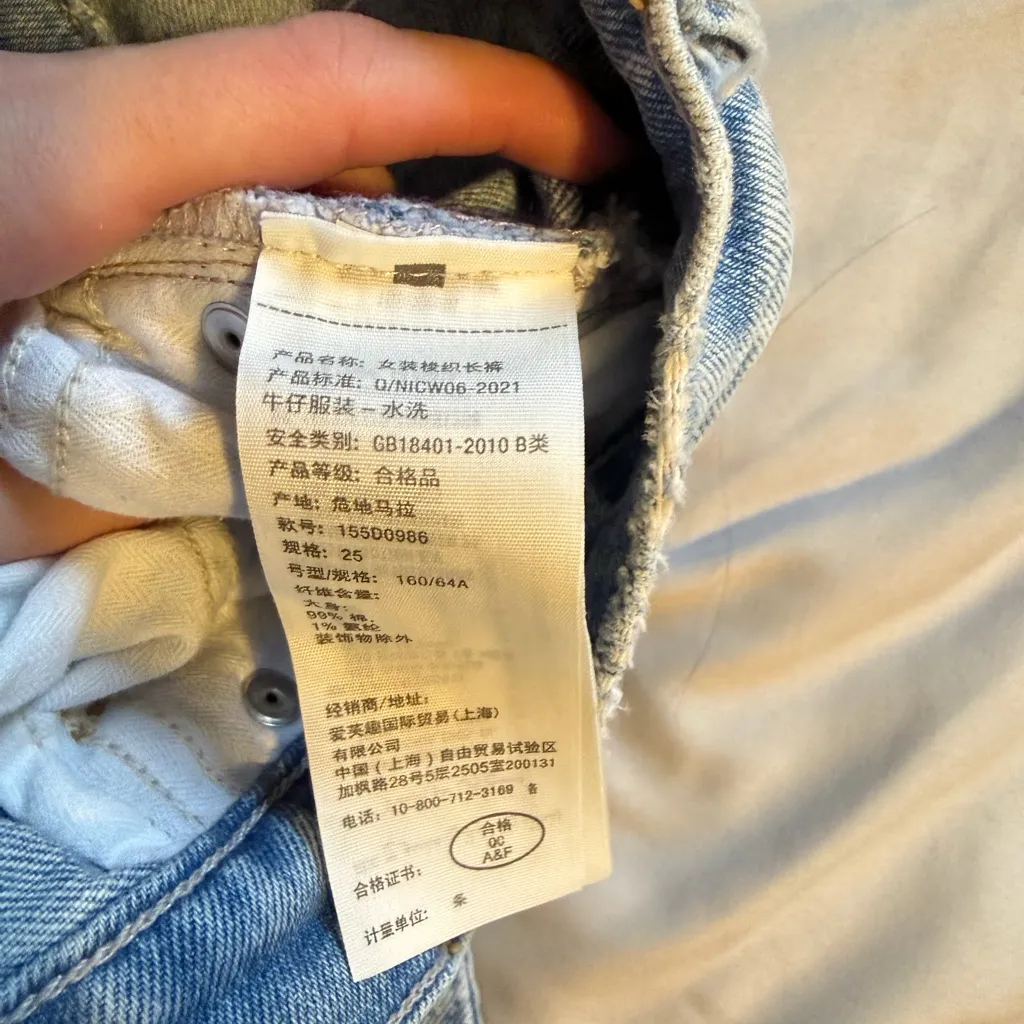 产品名称: 女装梭织长裤
产品标准: Q/NICW06-2021
牛仔服装-水洗
安全类别: GB18401-2010 B类
产品等级: 合格品
产地: 危地马拉
款号: 155D0986
规格: 25
号型/规格: 160/64A
纤维含量:
大身:
99% 棉,
1% 氨纶
装饰物除外
经销商/地址:
爱芙趣国际贸易(上海)
有限公司
中国(上海)自由贸易试验区
加枫路28号5层2505室200131
电话: 10-800-712-3169
合格
QC
A&F
合格证书:
计量单位: 条